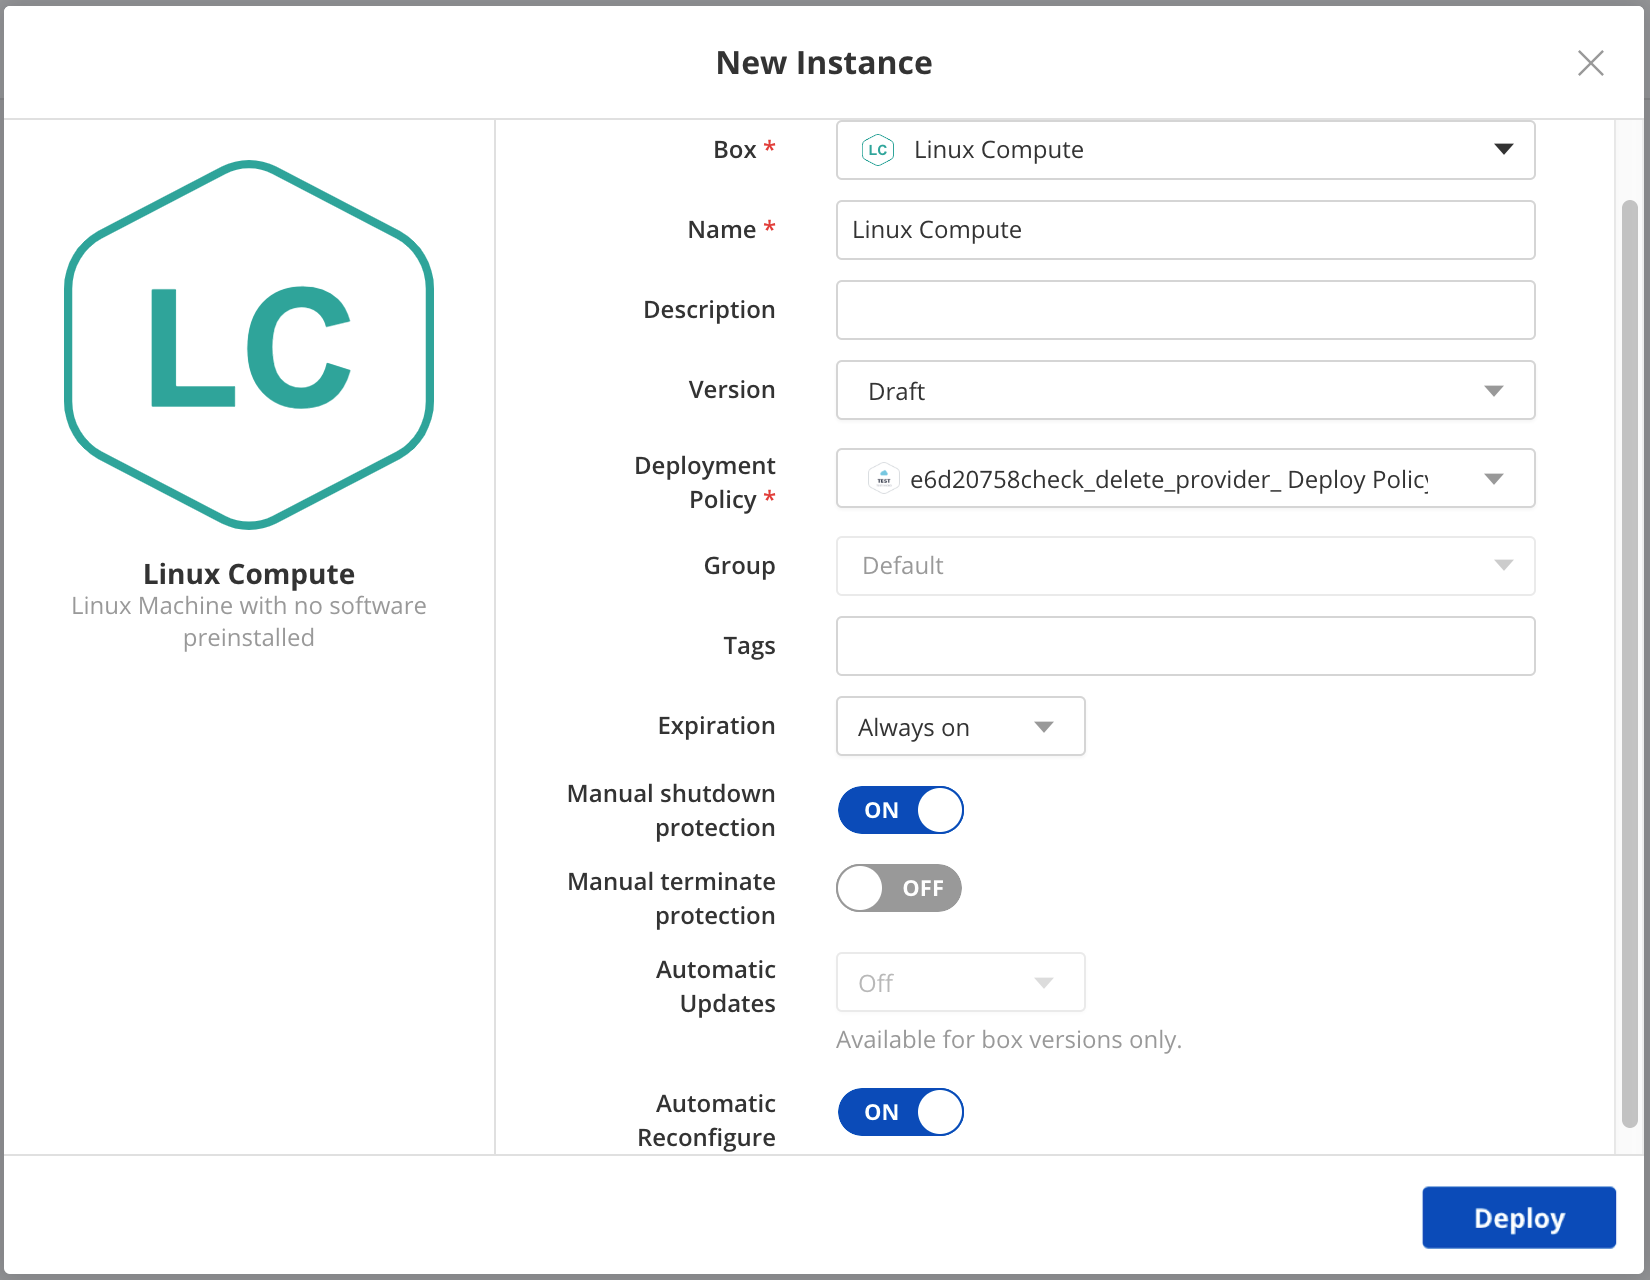 New Instance
LC
Linux Compute
Linux Machine with no software
preinstalled
Box *
LC Linux Compute
Name *
Linux Compute
Description
Version
Draft
Deployment
Policy *
TEST e6d20758check_delete_provider_ Deploy Policy
Group
Default
Tags
Expiration
Always on
Manual shutdown
protection
ON
Manual terminate
protection
OFF
Automatic
Updates
Off
Available for box versions only.
Automatic
Reconfigure
ON
Deploy